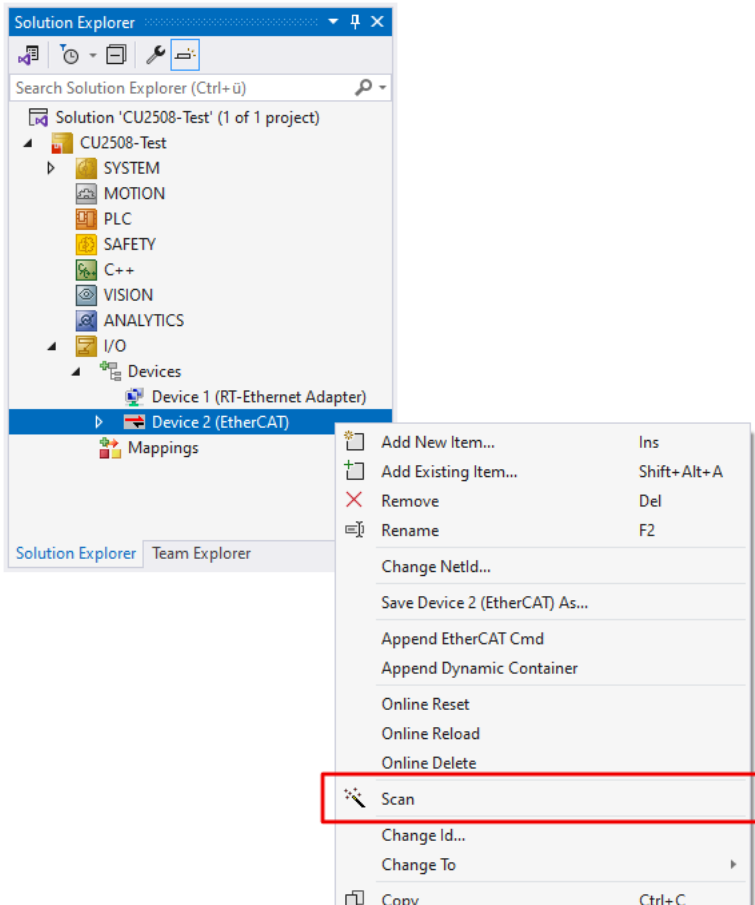 Solution Explorer
Search Solution Explorer (Ctrl+ü)
Solution 'CU2508-Test' (1 of 1 project)
CU2508-Test
SYSTEM
MOTION
PLC
SAFETY
C++
VISION
ANALYTICS
I/O
Devices
Device 1 (RT-Ethernet Adapter)
Device 2 (EtherCAT)
Mappings
Solution Explorer Team Explorer
Add New Item... Ins
Add Existing Item... Shift+Alt+A
Remove Del
Rename F2
Change NetId...
Save Device 2 (EtherCAT) As...
Append EtherCAT Cmd
Append Dynamic Container
Online Reset
Online Reload
Online Delete
Scan
Change Id...
Change To
Copy Ctrl+C